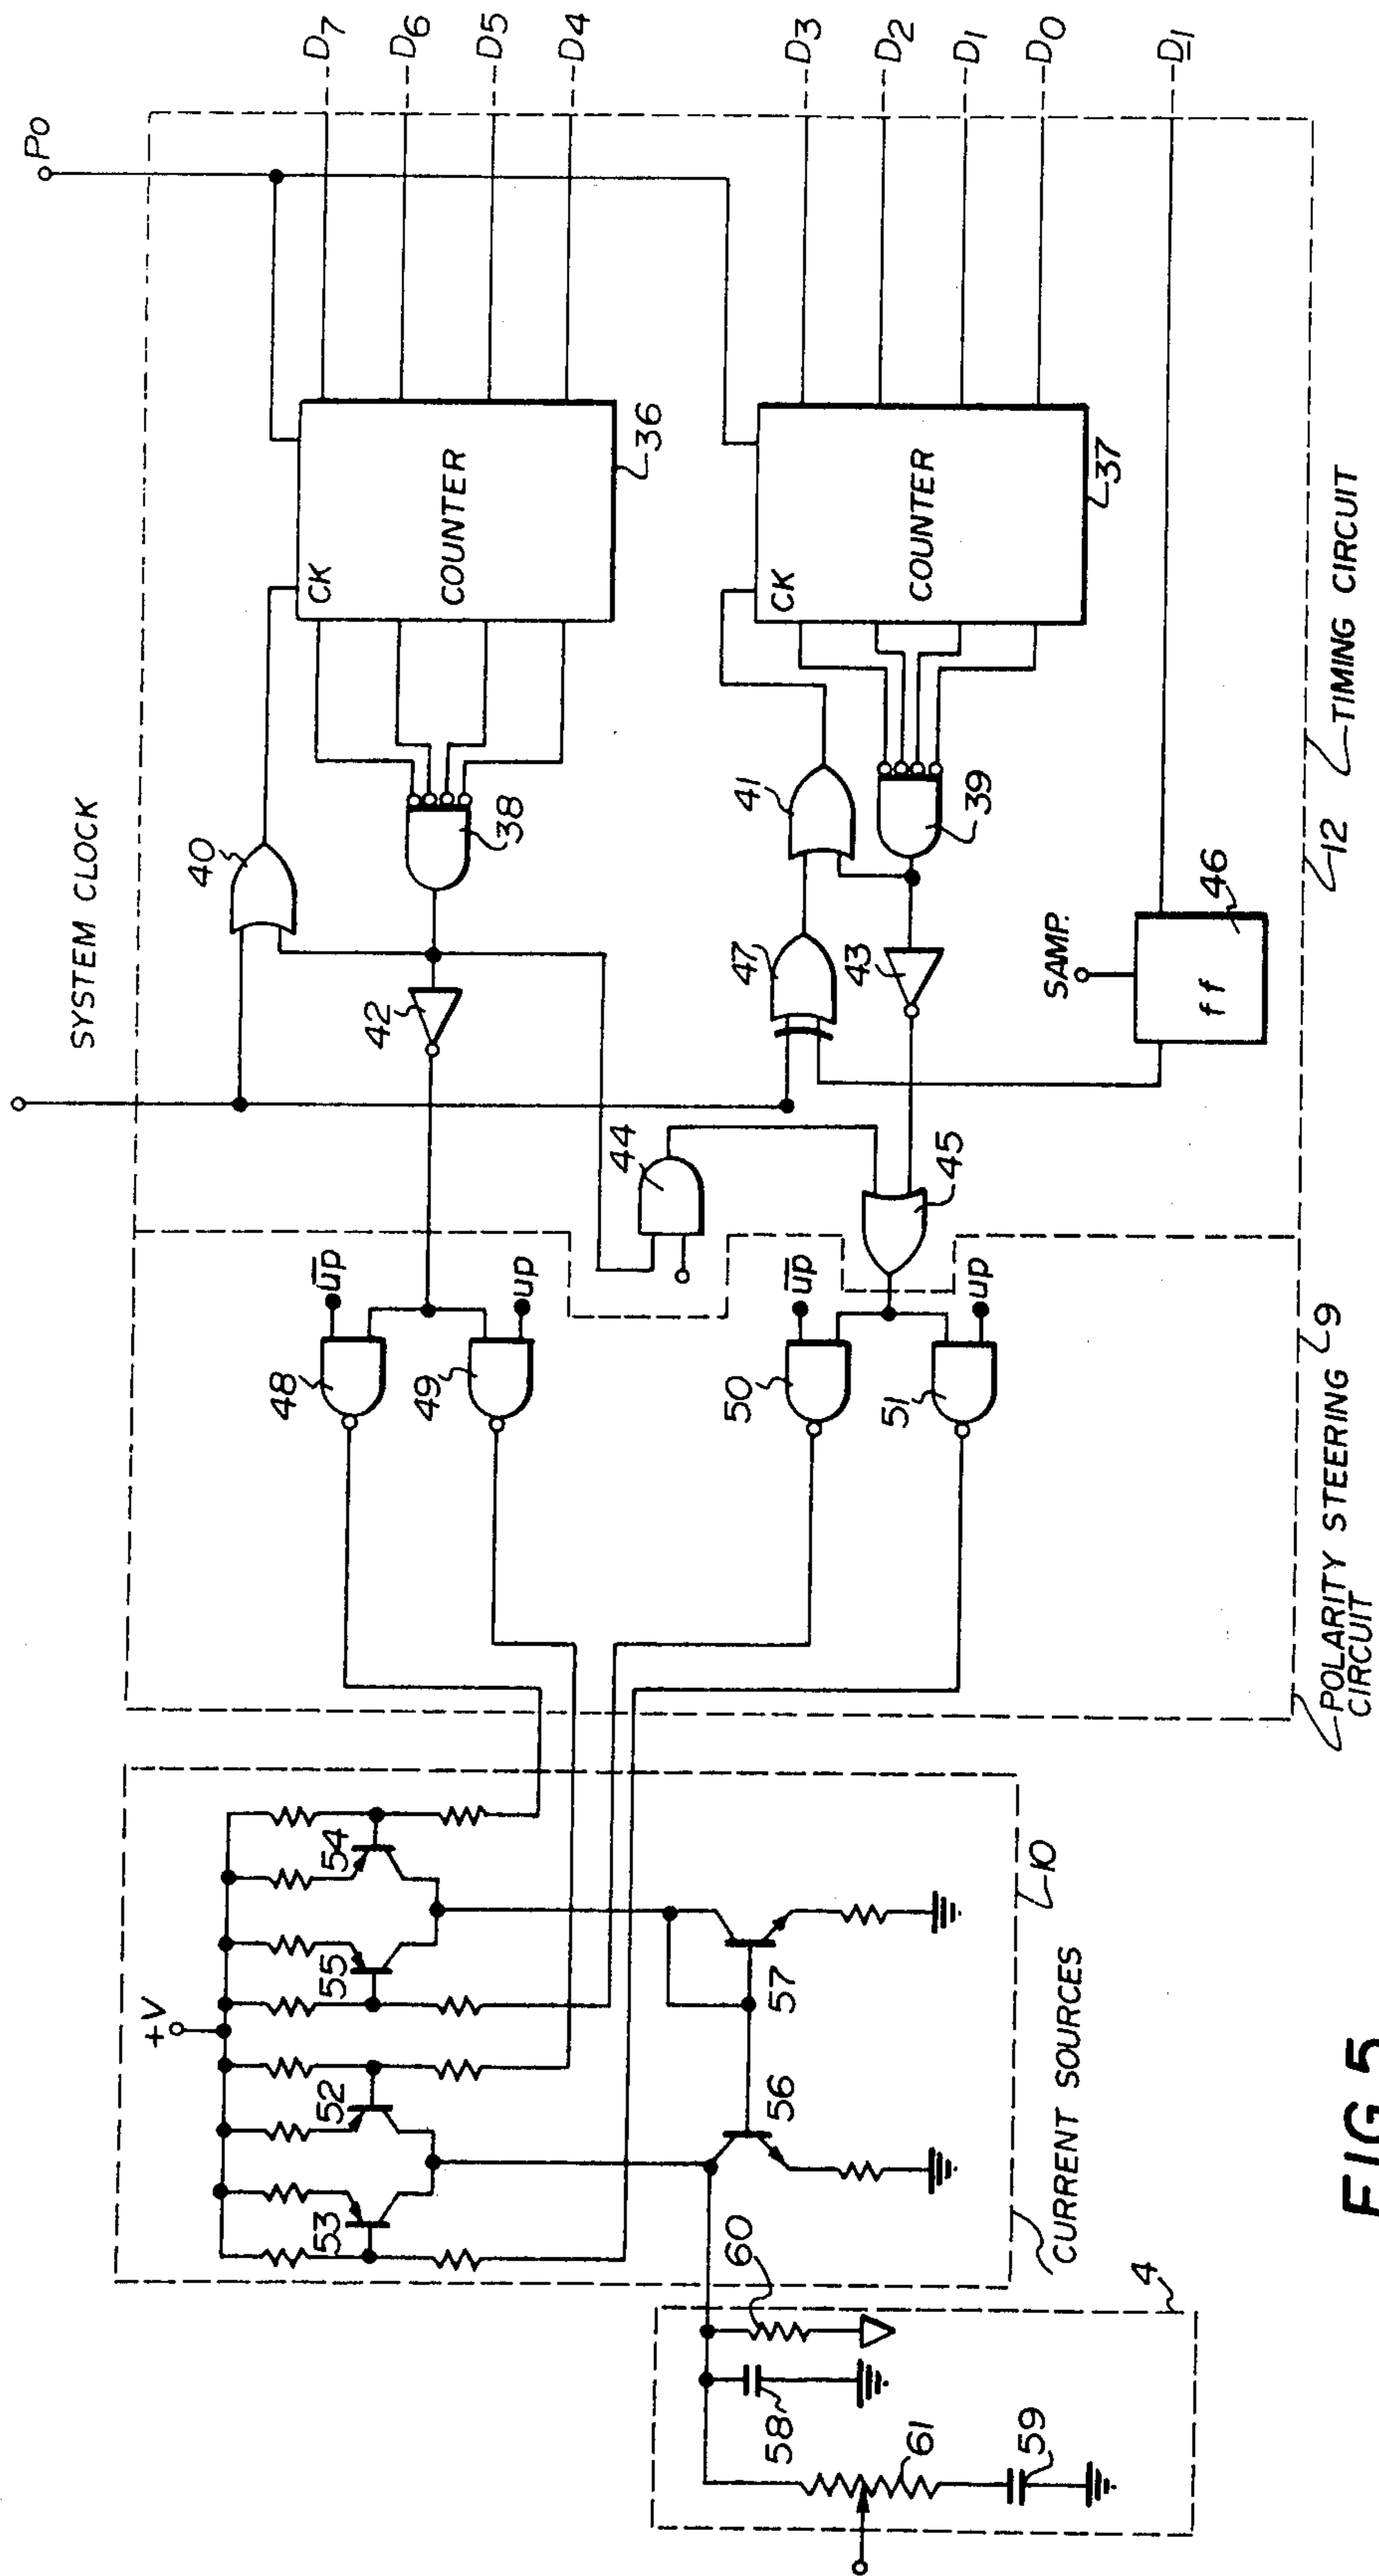 SYSTEM CLOCK
P0
40
CK
COUNTER
36
D7
D6
D5
D4
38
42
44
47
41
CK
COUNTER
37
D3
D2
D1
D0
39
43
45
SAMP.
ff
46
D1
TIMING CIRCUIT
12
48
u̅p̅
49
up
50
u̅p̅
51
up
POLARITY STEERING
CIRCUIT
9
+V
53
52
55
54
56
57
CURRENT SOURCES
10
60
58
61
59
4
FIG 5